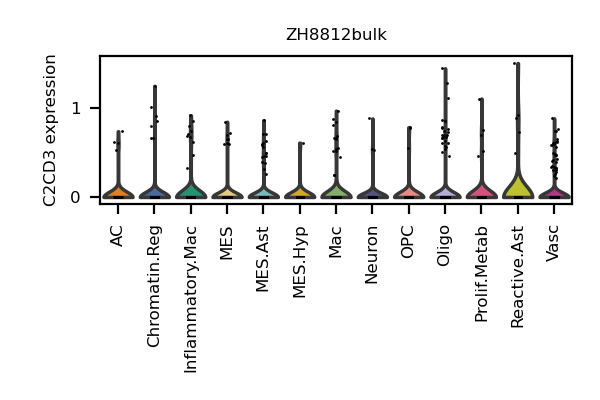 ZH8812bulk
C2CD3 expression
1
0
AC
Chromatin.Reg
Inflammatory.Mac
MES
MES.Ast
MES.Hyp
Mac
Neuron
OPC
Oligo
Prolif.Metab
Reactive.Ast
Vasc